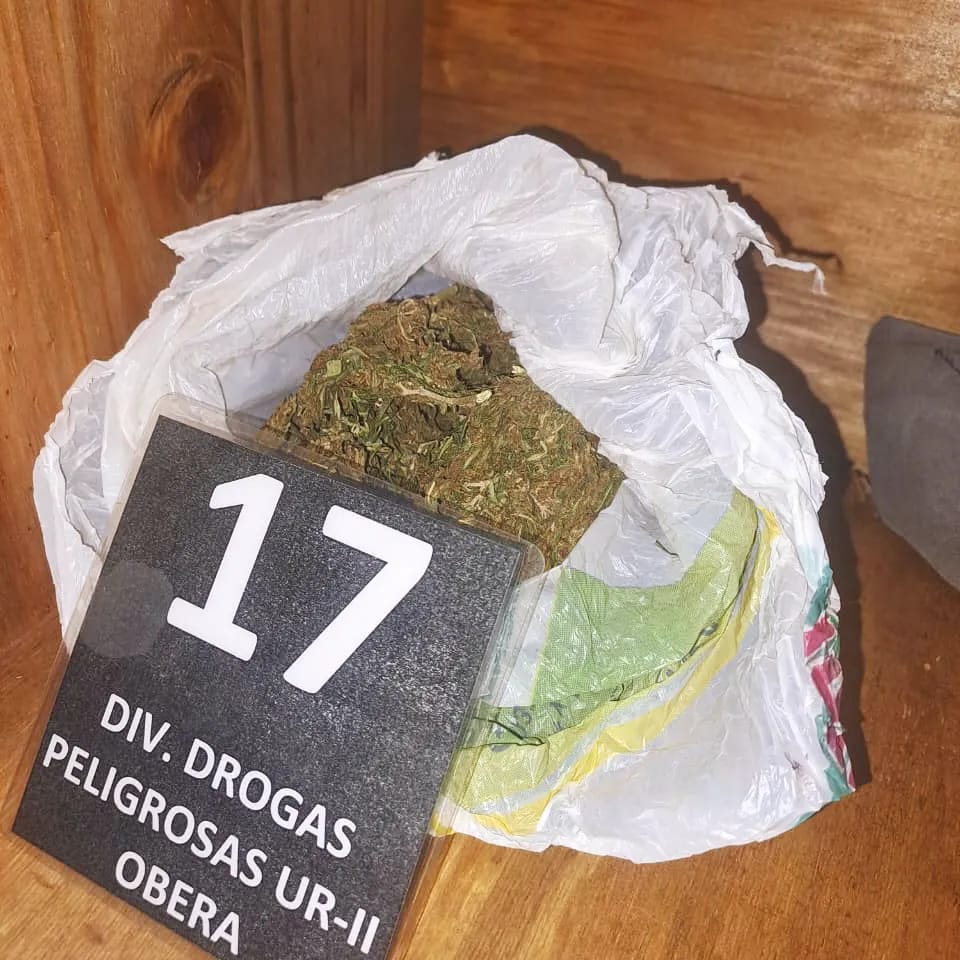 17
DIV. DROGAS
PELIGROSAS UR-II
OBERA